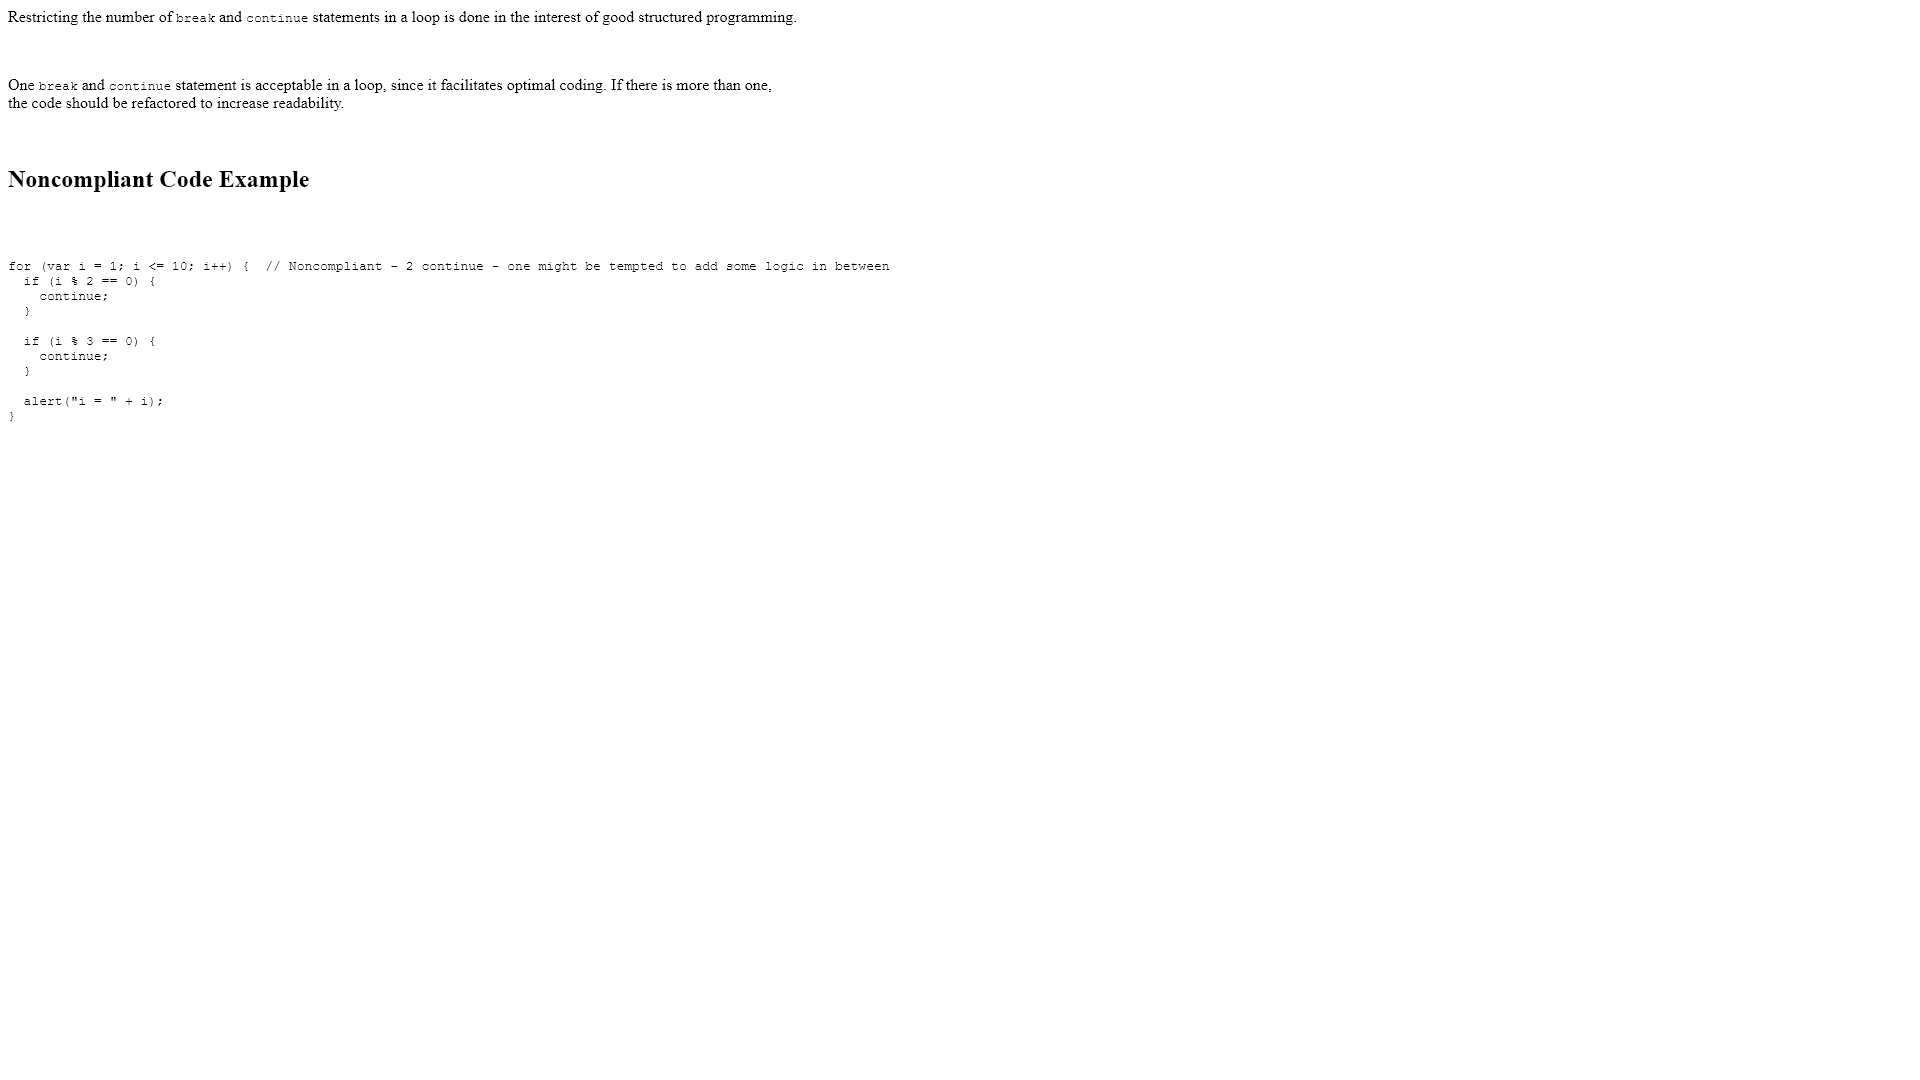 Restricting the number of break and continue statements in a loop is done in the interest of good structured programming.
One break and continue statement is acceptable in a loop, since it facilitates optimal coding. If there is more than one,
the code should be refactored to increase readability.
Noncompliant Code Example
for (var i = 1; i <= 10; i++) {  // Noncompliant - 2 continue - one might be tempted to add some logic in between
  if (i % 2 == 0) {
    continue;
  }
  if (i % 3 == 0) {
    continue;
  }
  alert("i = " + i);
}